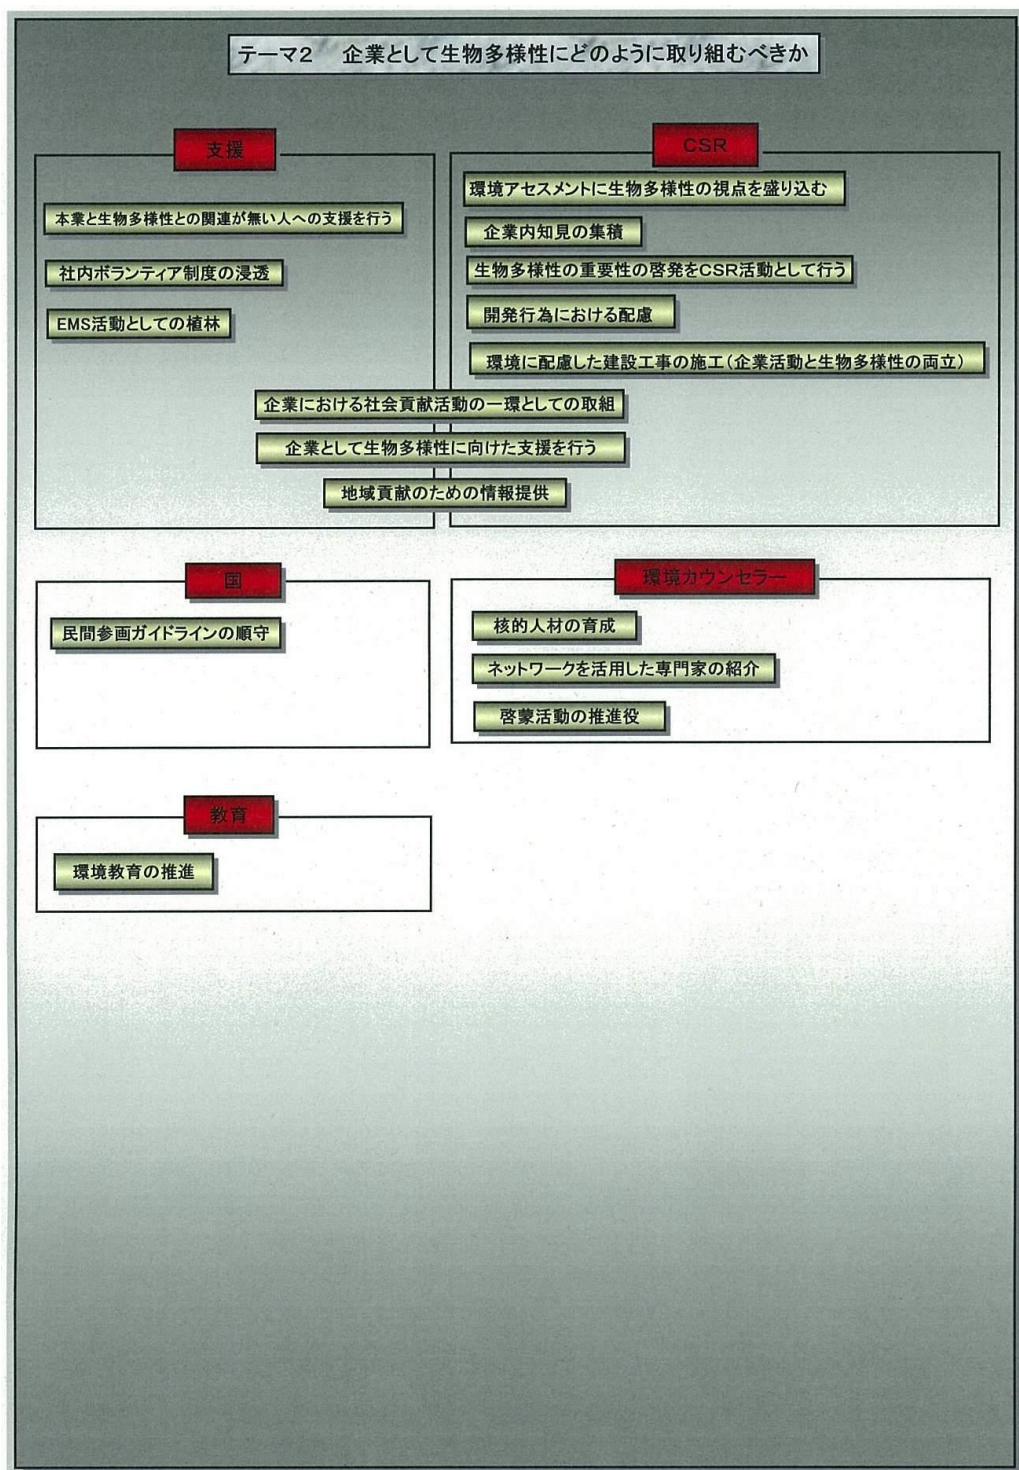 テーマ２　企業として生物多様性にどのように取り組むべきか
支援
本業と生物多様性との関連が無い人への支援を行う
社内ボランティア制度の浸透
EMS活動としての植林
CSR
環境アセスメントに生物多様性の視点を盛り込む
企業内知見の集積
生物多様性の重要性の啓発をCSR活動として行う
開発行為における配慮
環境に配慮した建設工事の施工（企業活動と生物多様性の両立）
企業における社会貢献活動の一環としての取組
企業として生物多様性に向けた支援を行う
地域貢献のための情報提供
国
民間参画ガイドラインの順守
環境カウンセラー
核的人材の育成
ネットワークを活用した専門家の紹介
啓蒙活動の推進役
教育
環境教育の推進